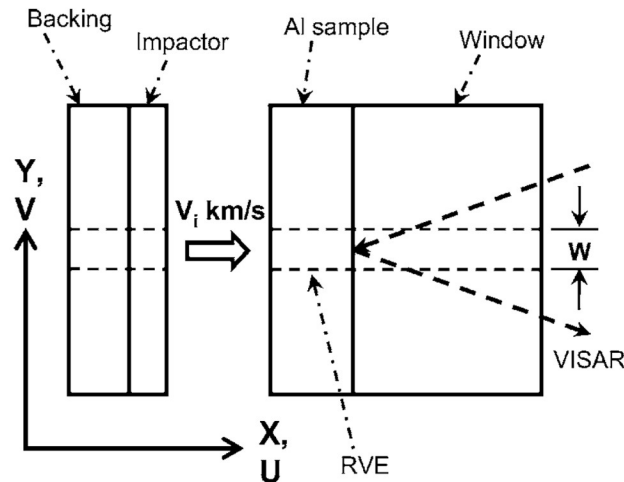 Backing
Impactor
Al sample
Window
Y,
V
Vi km/s
W
VISAR
X,
U
RVE